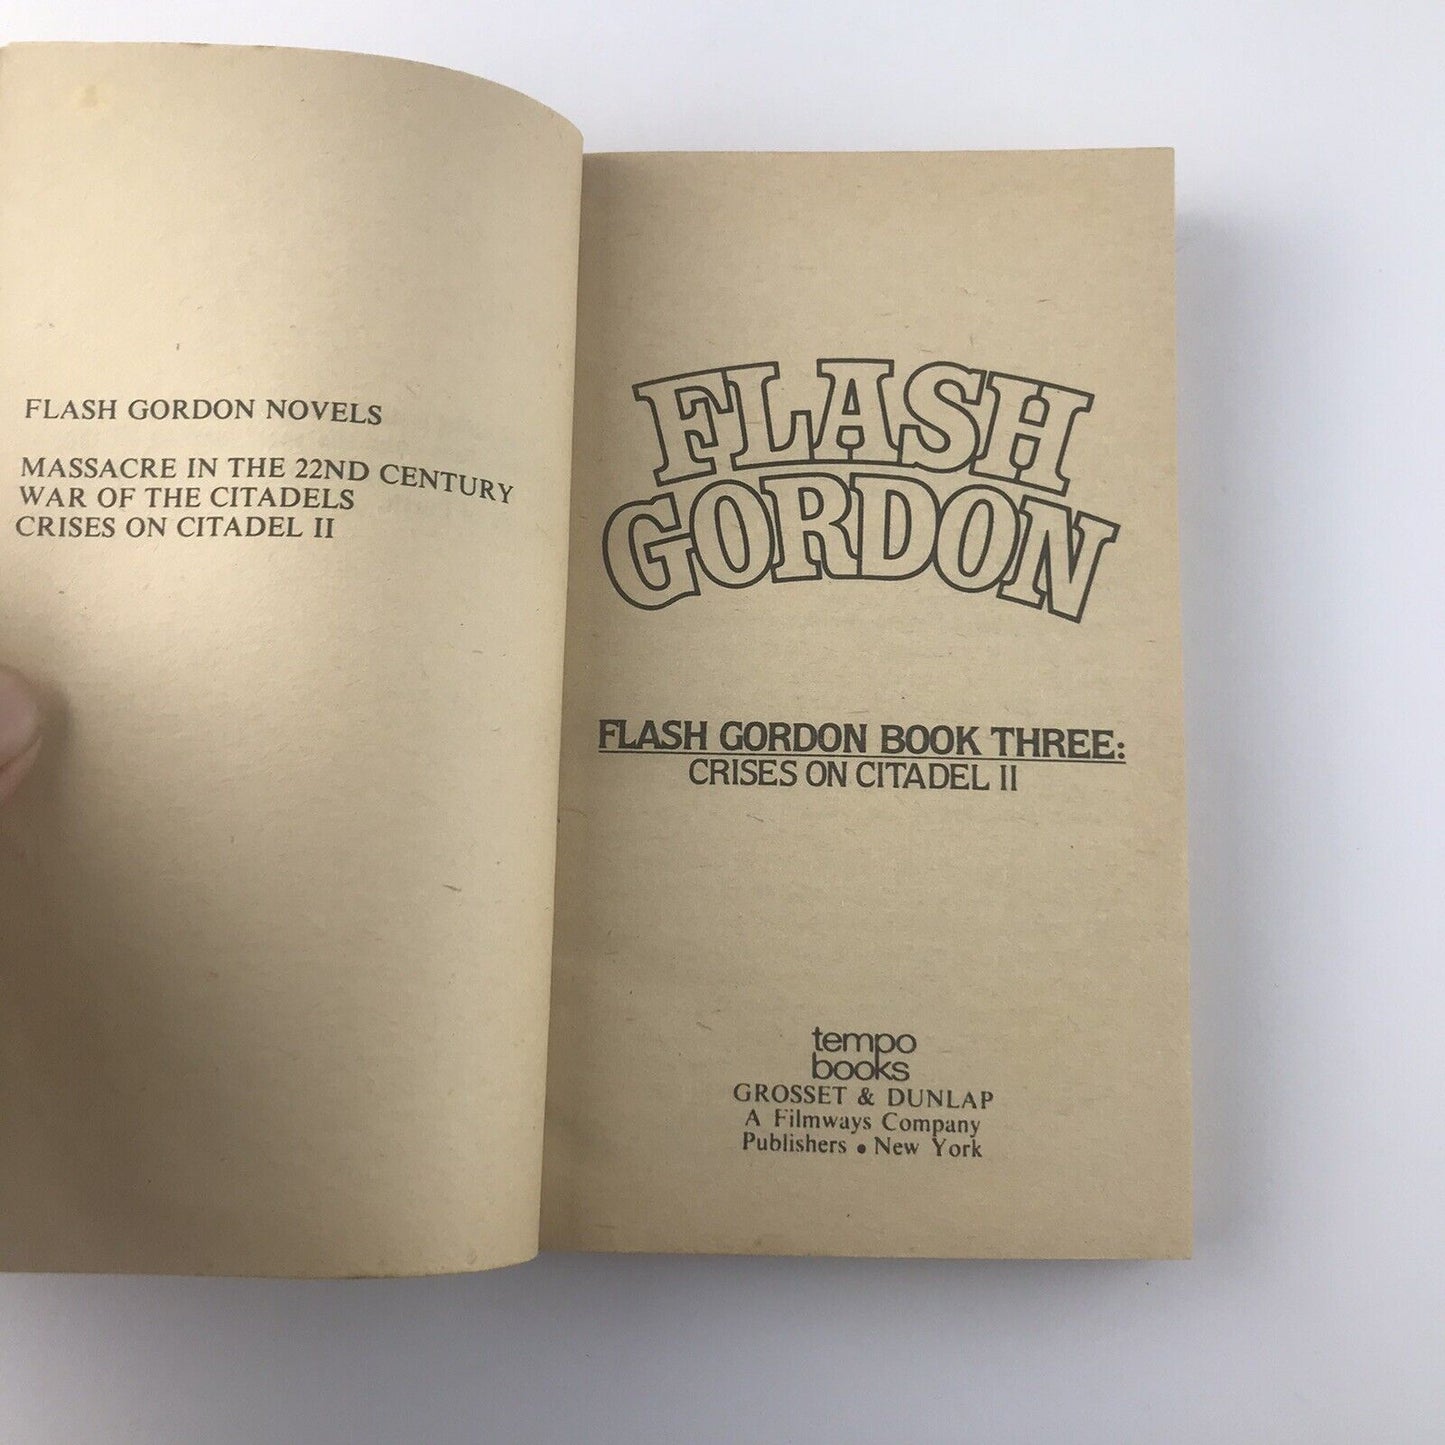 FLASH GORDON NOVELS
MASSACRE IN THE 22ND CENTURY
WAR OF THE CITADELS
CRISES ON CITADEL II
FLASH
GORDON
FLASH GORDON BOOK THREE:
CRISES ON CITADEL II
tempo
books
GROSSET & DUNLAP
A Filmways Company
Publishers • New York